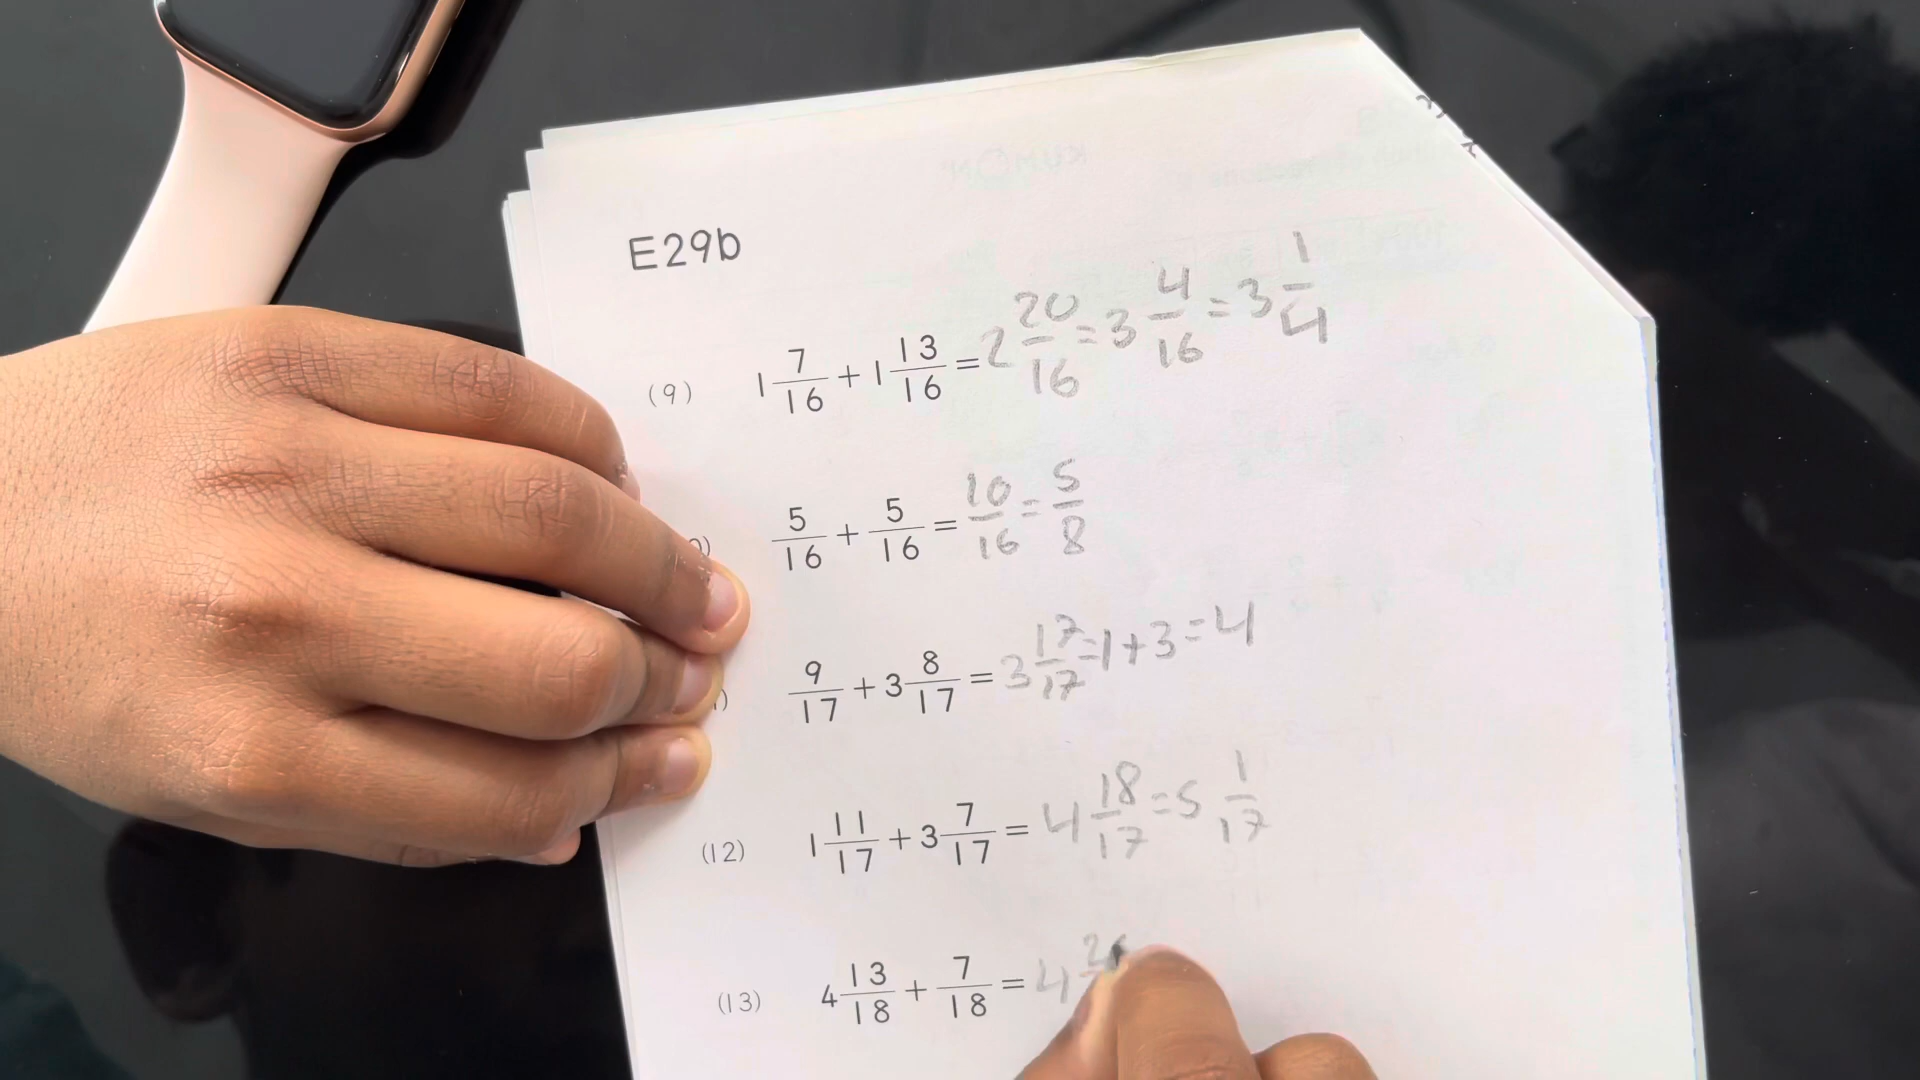 E29b
(9) 1 7/16 + 1 13/16 = 2 20/16 = 3 4/16 = 3 1/4
5/16 + 5/16 = 10/16 = 5/8
9/17 + 3 8/17 = 3 17/17 = 1 + 3 = 4
(12) 1 11/17 + 3 7/17 = 4 18/17 = 5 1/17
(13) 4 13/18 + 7/18 = 4